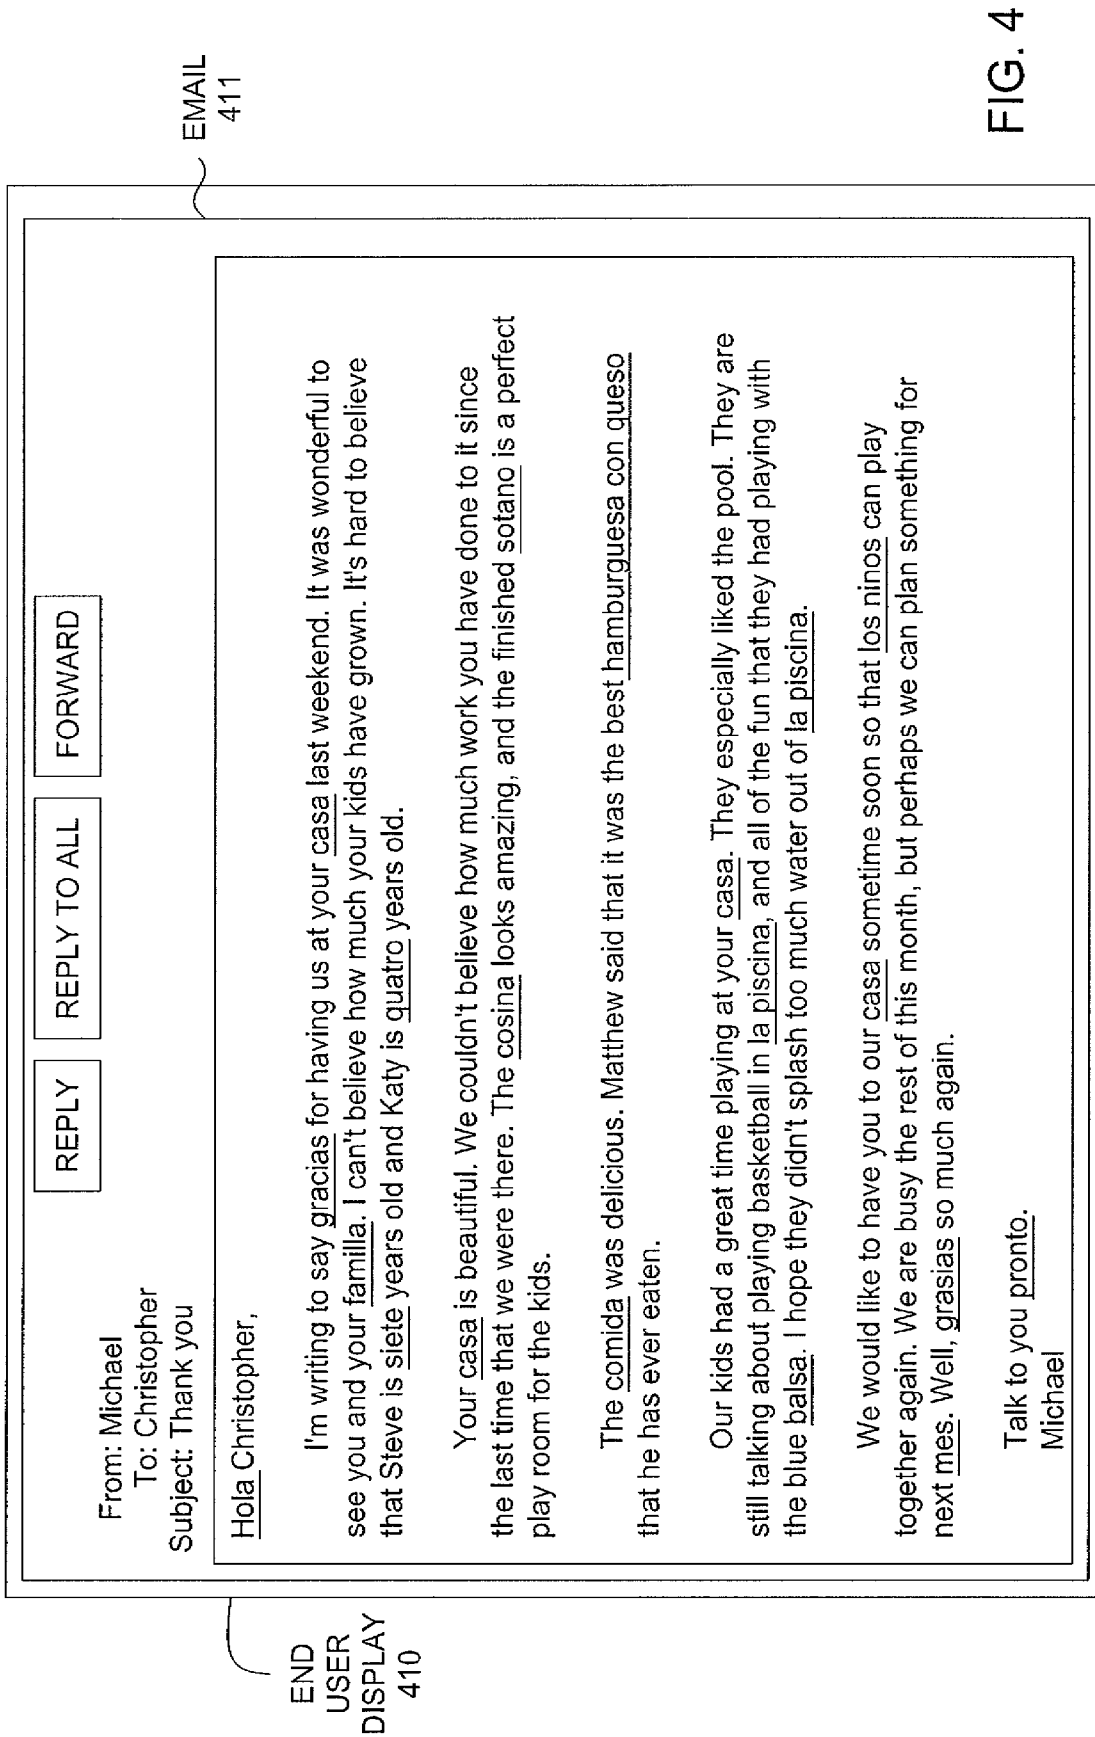 REPLY
REPLY TO ALL
FORWARD
From: Michael
To: Christopher
Subject: Thank you
Hola Christopher,
I'm writing to say gracias for having us at your casa last weekend. It was wonderful to
see you and your familla. I can't believe how much your kids have grown. It's hard to believe
that Steve is siete years old and Katy is quatro years old.
Your casa is beautiful. We couldn't believe how much work you have done to it since
the last time that we were there. The cosina looks amazing, and the finished sotano is a perfect
play room for the kids.
The comida was delicious. Matthew said that it was the best hamburguesa con queso
that he has ever eaten.
Our kids had a great time playing at your casa. They especially liked the pool. They are
still talking about playing basketball in la piscina, and all of the fun that they had playing with
the blue balsa. I hope they didn't splash too much water out of la piscina.
We would like to have you to our casa sometime soon so that los ninos can play
together again. We are busy the rest of this month, but perhaps we can plan something for
next mes. Well, grasias so much again.
Talk to you pronto.
Michael
END
USER
DISPLAY
410
EMAIL
411
FIG. 4